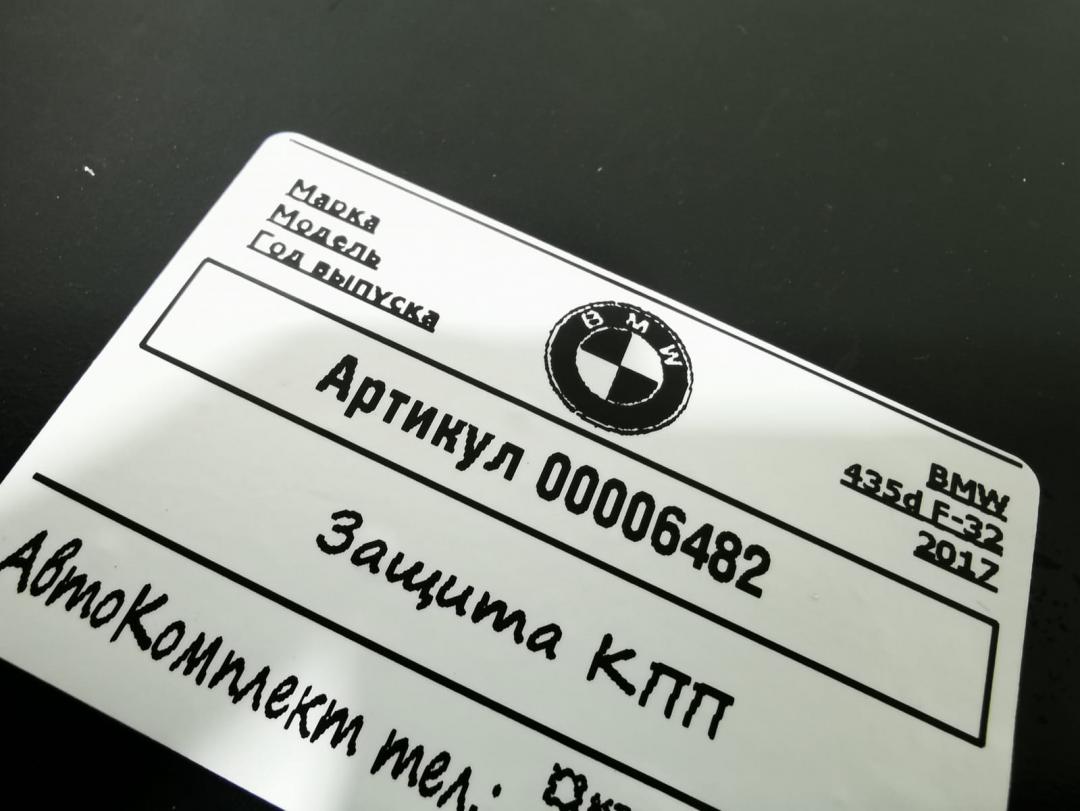 Марка
Модель
Год выпуска
BMW
BMW
435d F-32
2017
Артикул 00006482
Защита КПП
АвтоКомплект тел.: